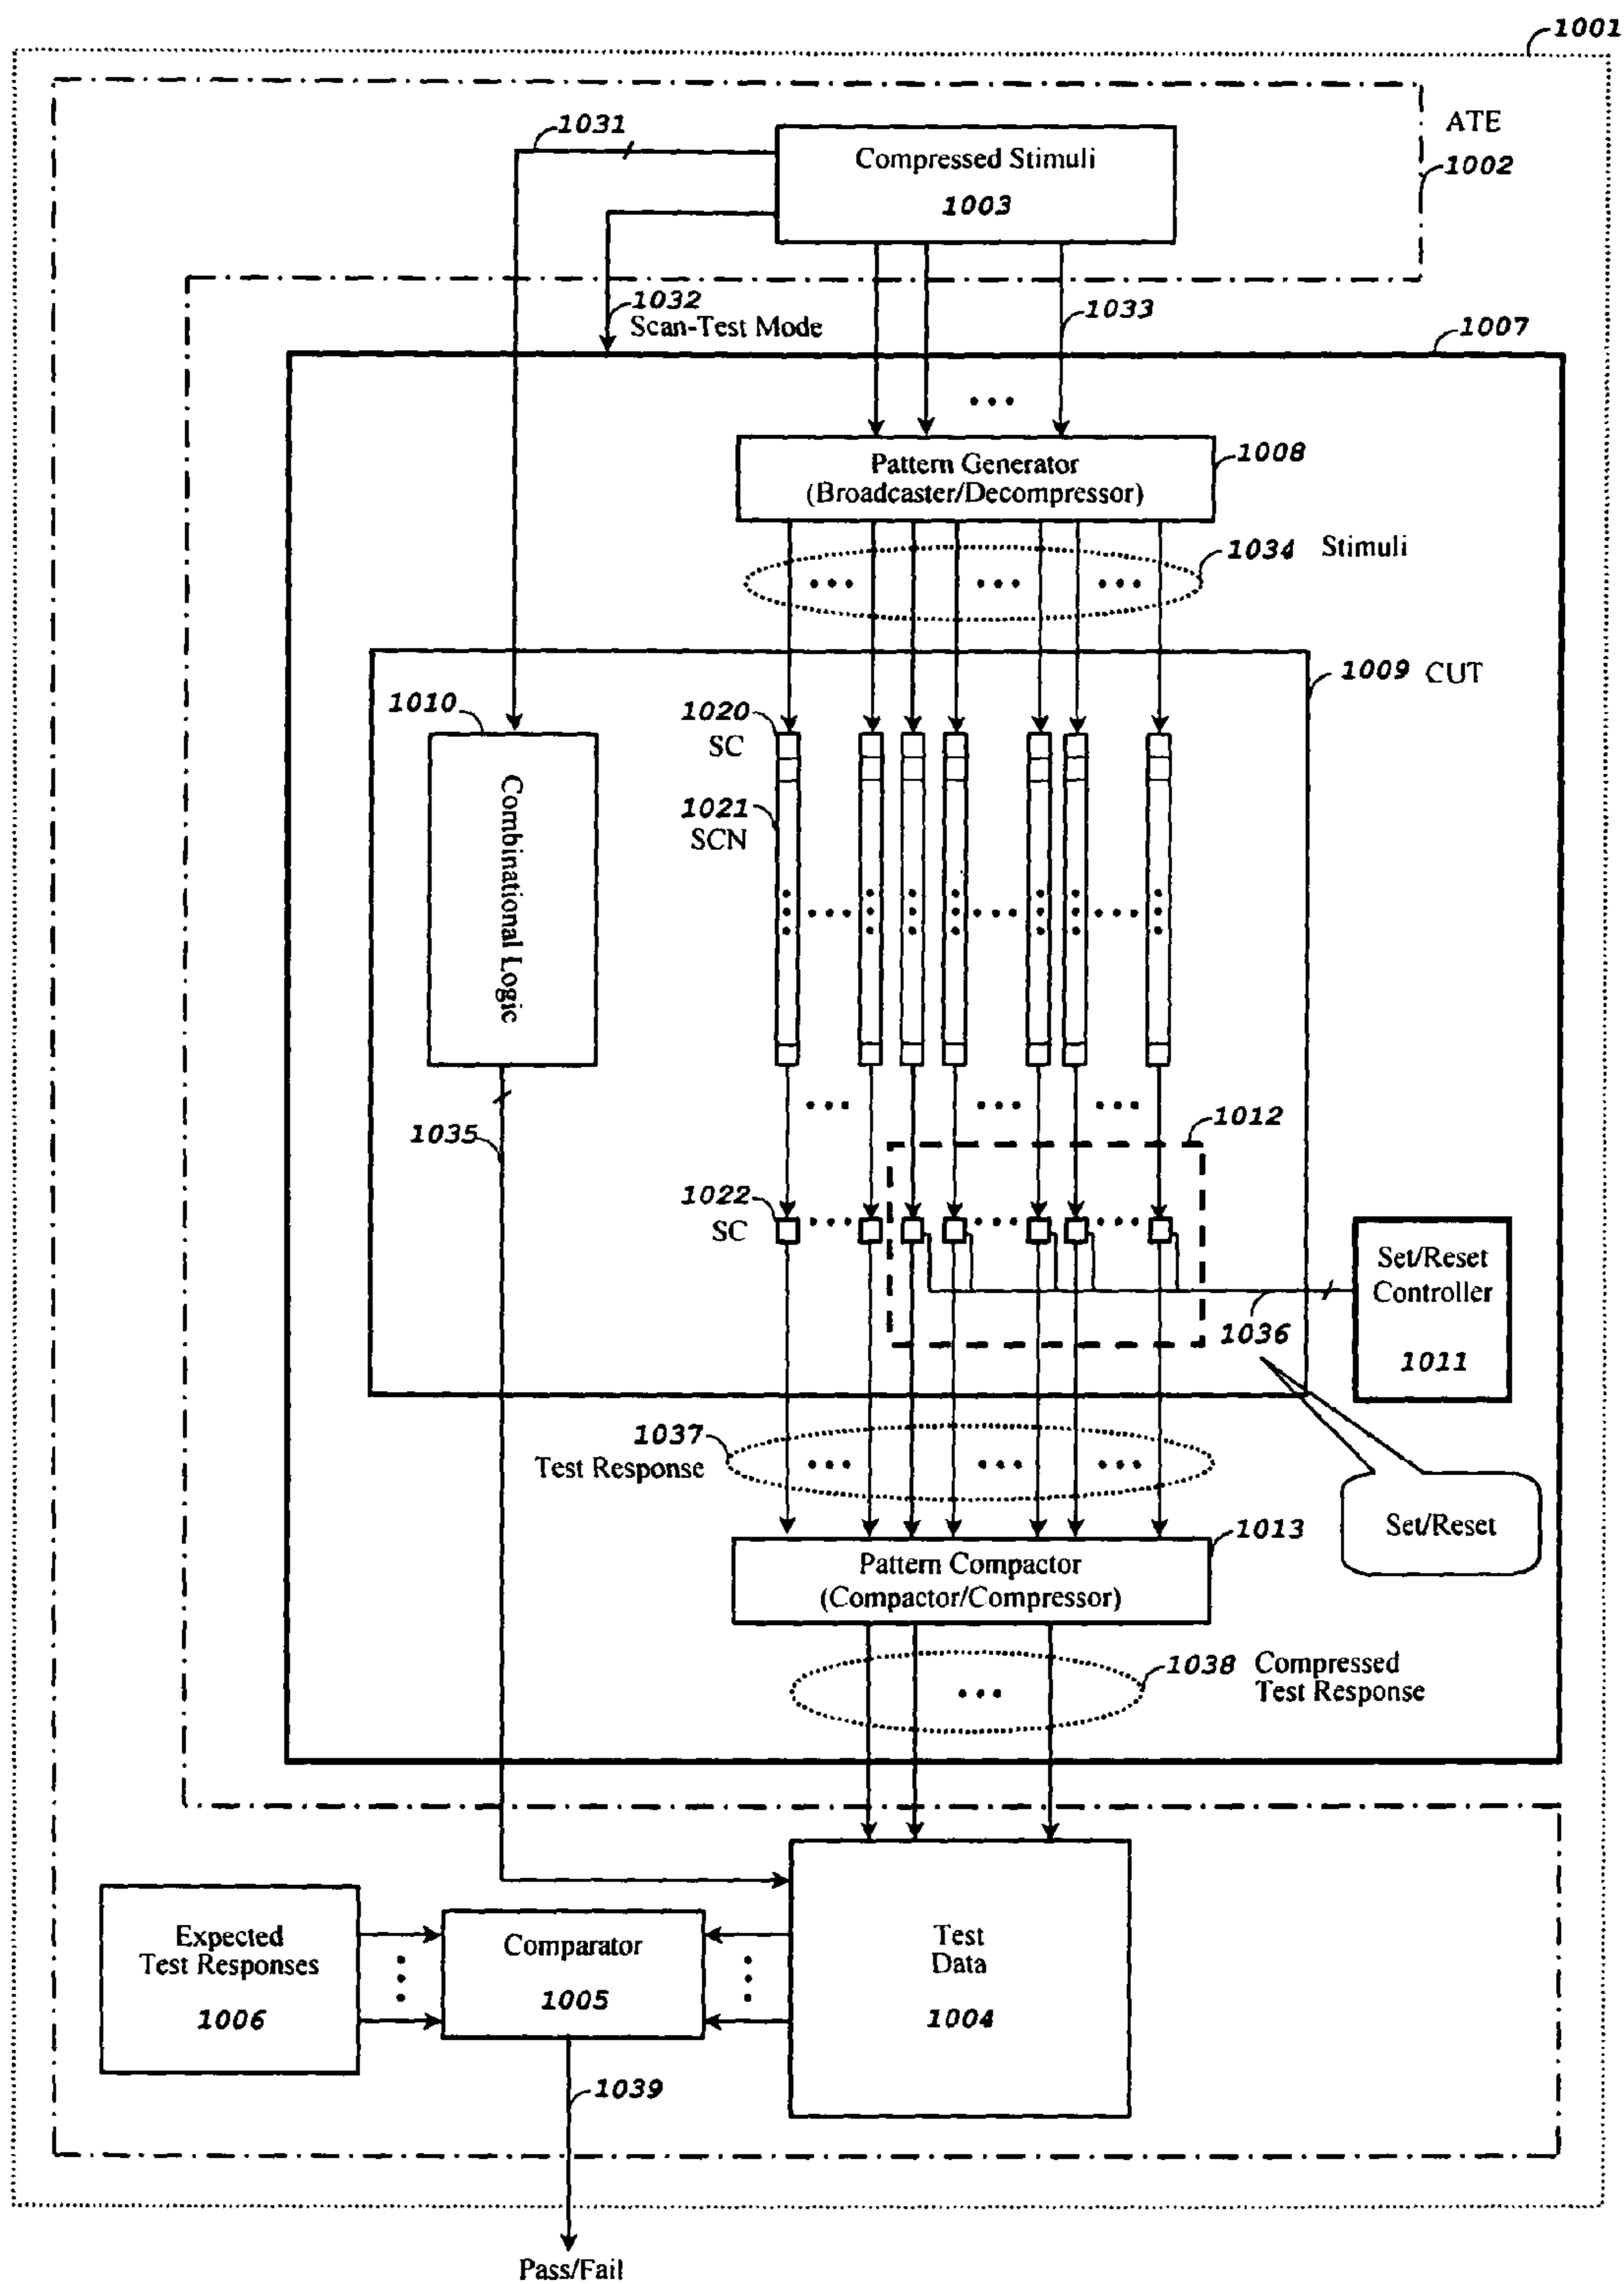 1001
1031
ATE
1002
Compressed Stimuli
1003
1032
Scan-Test Mode
1033
1007
Pattern Generator
(Broadcaster/Decompressor)
1008
1034 Stimuli
1009 CUT
1010
1020
SC
Combinational Logic
1021
SCN
1012
1035
1022
SC
Set/Reset
Controller
1011
1036
1037
Test Response
Set/Reset
1013
Pattern Compactor
(Compactor/Compressor)
1038 Compressed
Test Response
Expected
Test Responses
1006
Comparator
1005
Test
Data
1004
1039
Pass/Fail